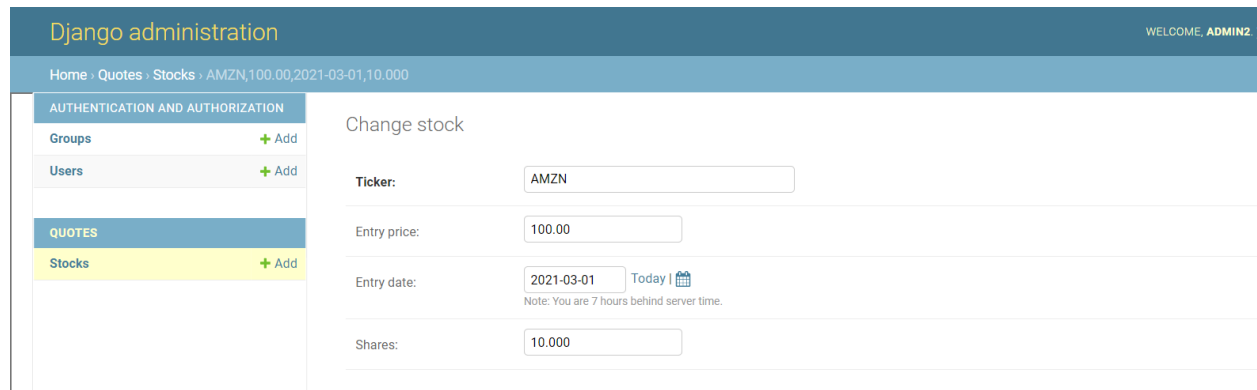 Django administration
WELCOME, ADMIN2.
Home › Quotes › Stocks › AMZN,100.00,2021-03-01,10.000
AUTHENTICATION AND AUTHORIZATION
Groups + Add
Users + Add
QUOTES
Stocks + Add
Change stock
Ticker: AMZN
Entry price: 100.00
Entry date: 2021-03-01 Today |
Note: You are 7 hours behind server time.
Shares: 10.000